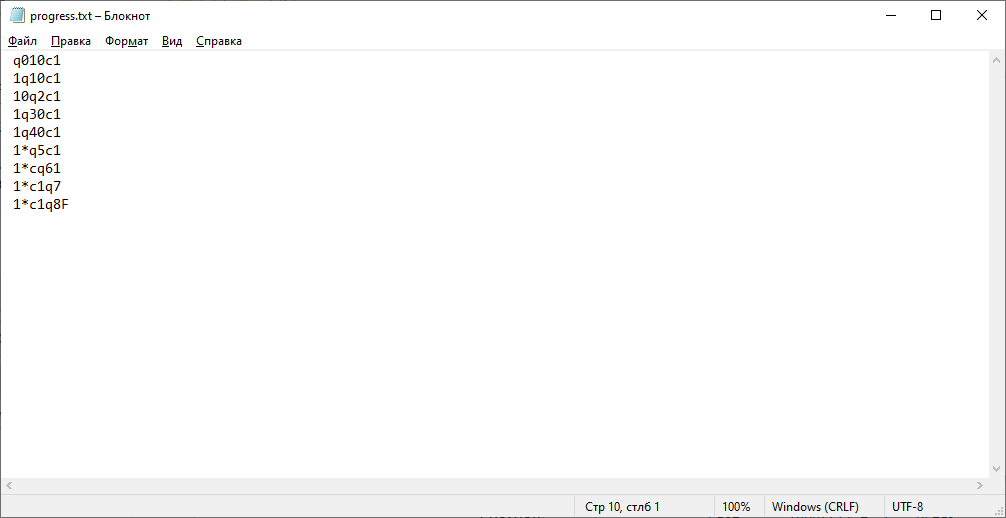 progress.txt – Блокнот
Файл Правка Формат Вид Справка
q010c1
1q10c1
10q2c1
1q30c1
1q40c1
1*q5c1
1*cq61
1*c1q7
1*c1q8F
Стр 10, стлб 1 100% Windows (CRLF) UTF-8